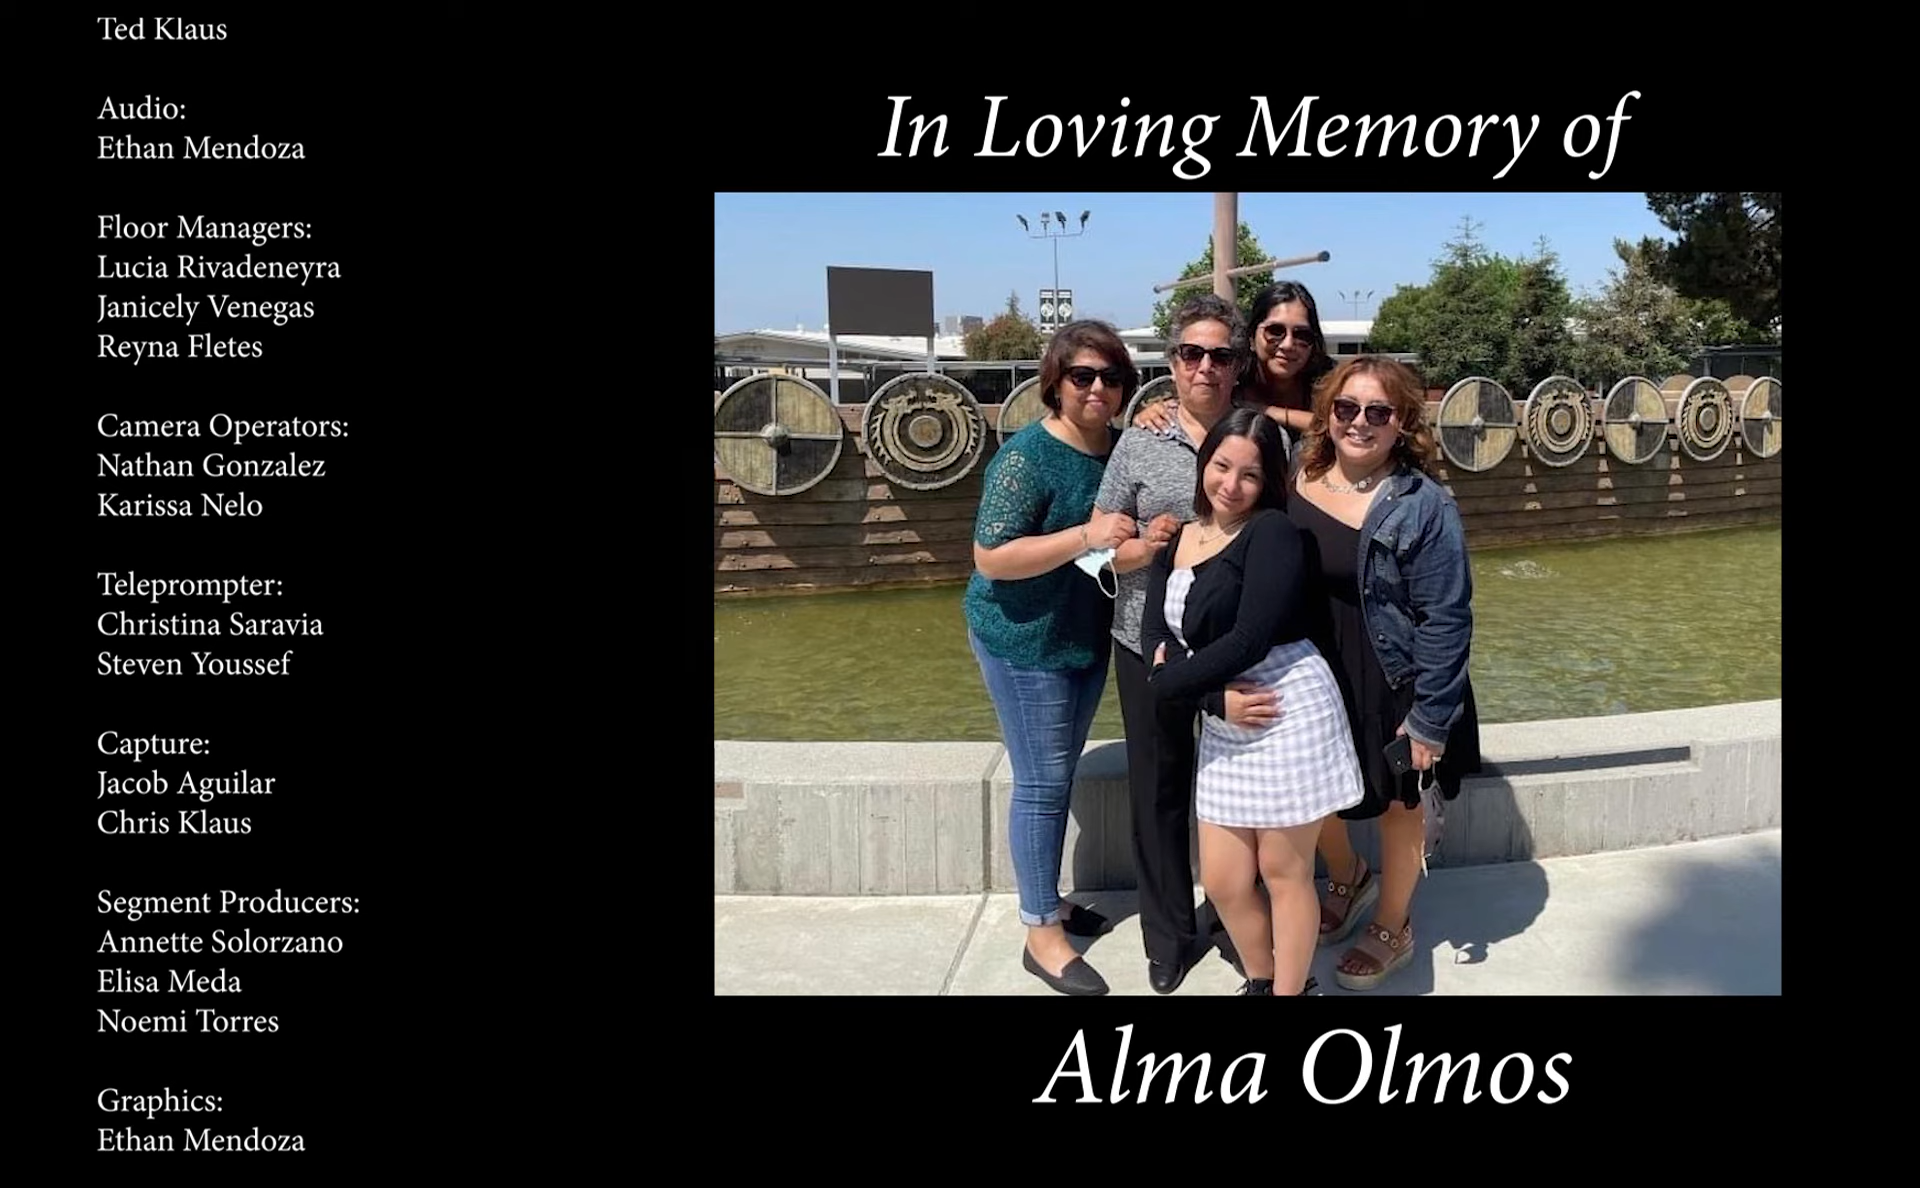 Ted Klaus
Audio:
Ethan Mendoza
Floor Managers:
Lucia Rivadeneyra
Janicely Venegas
Reyna Fletes
Camera Operators:
Nathan Gonzalez
Karissa Nelo
Teleprompter:
Christina Saravia
Steven Youssef
Capture:
Jacob Aguilar
Chris Klaus
Segment Producers:
Annette Solorzano
Elisa Meda
Noemi Torres
Graphics:
Ethan Mendoza
In Loving Memory of
Alma Olmos